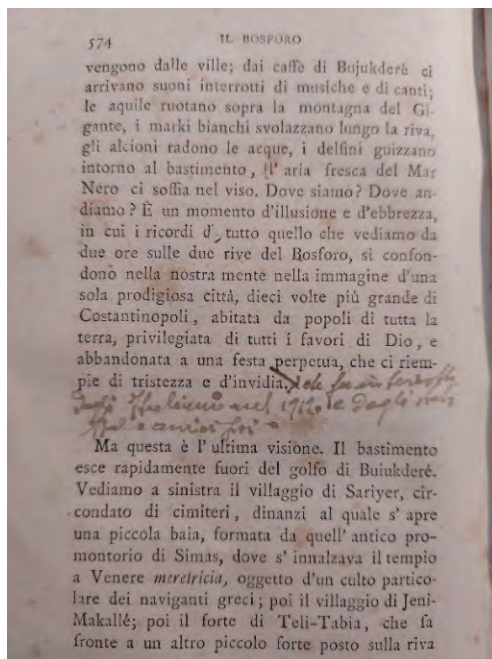 574
IL BOSFORO
vengono dalle ville; dai caffè di Bujukderè ci
arrivano suoni interrotti di musiche e di canti;
le aquile ruotano sopra la montagna del Gi-
gante, i marki bianchi svolazzano lungo la riva,
gli alcioni radono le acque, i delfini guizzano
intorno al bastimento, l' aria fresca del Mar
Nero ci soffia nel viso. Dove siamo? Dove an-
diamo? È un momento d'illusione e d'ebbrezza,
in cui i ricordi d tutto quello che vediamo da
due ore sulle due rive del Bosforo, si confon-
dono nella nostra mente nella immagine d'una
sola prodigiosa città, dieci volte più grande di
Costantinopoli, abitata da popoli di tutta la
terra, privilegiata di tutti i favori di Dio, e
abbandonata a una festa perpetua, che ci riem-
pie di tristezza e d'invidia. che
nel 1912
poi
Ma questa è l' ultima visione. Il bastimento
esce rapidamente fuori del golfo di Buiukderé.
Vediamo a sinistra il villaggio di Sariyer, cir-
condato di cimiteri, dinanzi al quale s' apre
una piccola baia, formata da quell' antico pro-
montorio di Simas, dove s' innalzava il tempio
a Venere meretricia, oggetto d'un culto partico-
lare dei naviganti greci; poi il villaggio di Jeni-
Makallé; poi il forte di Teli-Tabia, che fa
fronte a un altro piccolo forte posto sulla riva